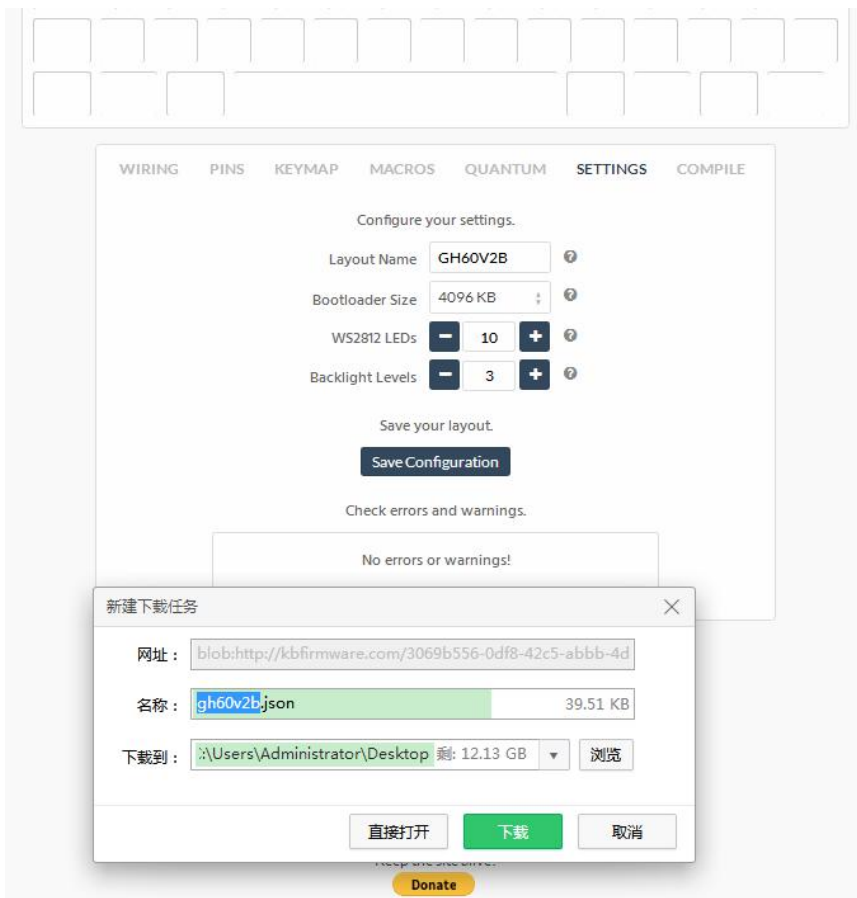 WIRING PINS KEYMAP MACROS QUANTUM SETTINGS COMPILE
Configure your settings.
Layout Name GH60V2B
Bootloader Size 4096 KB
WS2812 LEDs 10
Backlight Levels 3
Save your layout.
Save Configuration
Check errors and warnings.
No errors or warnings!
新建下载任务
网址： blob:http://kbfirmware.com/3069b556-0df8-42c5-abbb-4d
名称： gh60v2b.json 39.51 KB
下载到： :\Users\Administrator\Desktop 剩: 12.13 GB 浏览
直接打开 下载 取消
Keep the site alive!
Donate